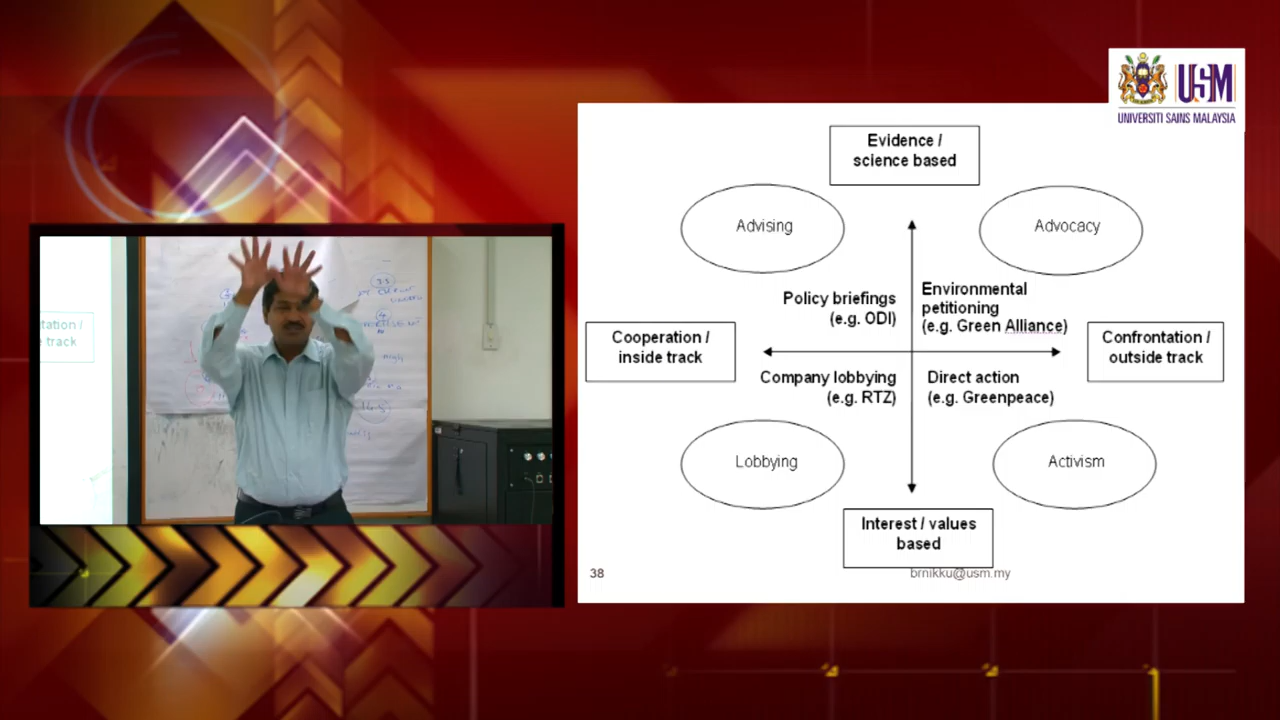 USM
UNIVERSITI SAINS MALAYSIA
Evidence /
science based
Advising
Advocacy
Policy briefings
(e.g. ODI)
Environmental
petitioning
(e.g. Green Alliance)
Cooperation /
inside track
Confrontation /
outside track
Company lobbying
(e.g. RTZ)
Direct action
(e.g. Greenpeace)
Lobbying
Activism
Interest / values
based
38
brnikku@usm.my
tation /
e track